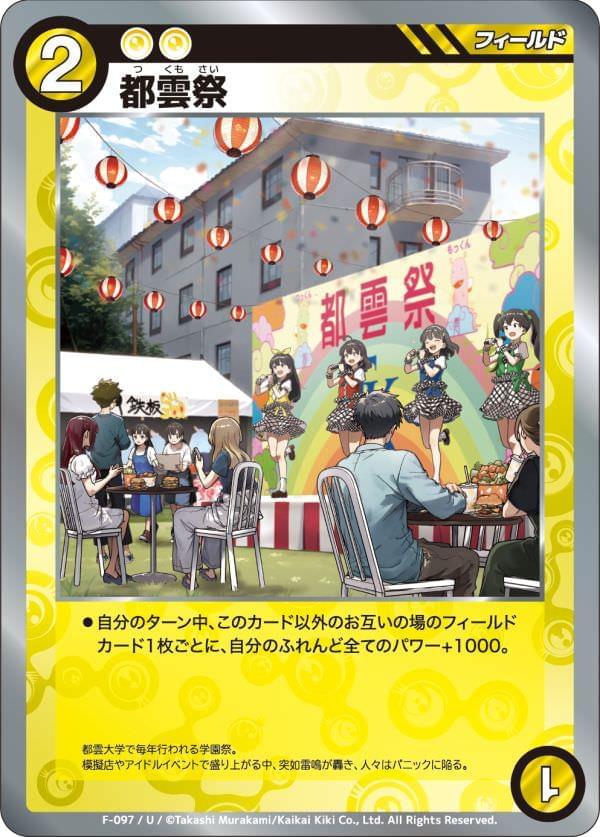 2
フィールド
つくもさい
都雲祭
もっくん
都雲祭
鉄板
●自分のターン中、このカード以外のお互いの場のフィールド
カード1枚ごとに、自分のふれんど全てのパワー+1000。
都雲大学で毎年行われる学園祭。
模擬店やアイドルイベントで盛り上がる中、突如雷鳴が轟き、人々はパニックに陥る。
1
F-097 / U / ©Takashi Murakami/Kaikai Kiki Co., Ltd. All Rights Reserved.